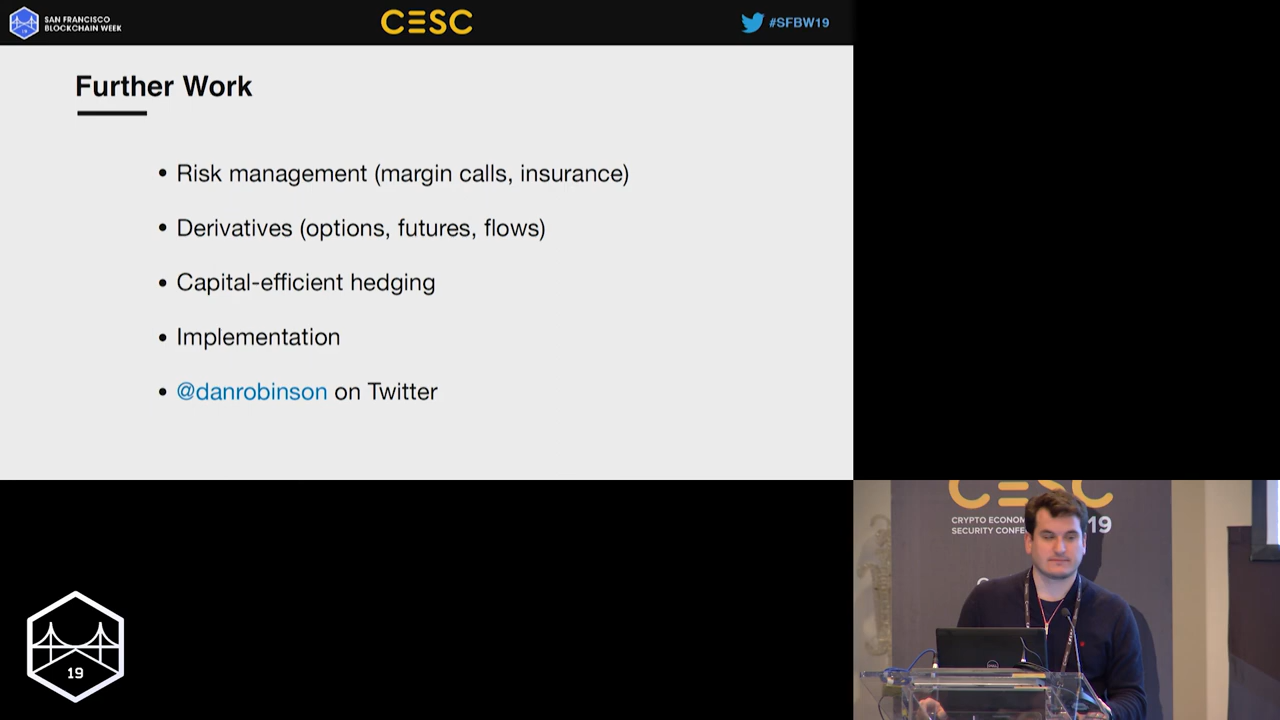 SAN FRANCISCO
BLOCKCHAIN WEEK
19
CESC
#SFBW19
Further Work
• Risk management (margin calls, insurance)
• Derivatives (options, futures, flows)
• Capital-efficient hedging
• Implementation
• @danrobinson on Twitter
CESC
CRYPTO ECONOM
SECURITY CONFE
19
19